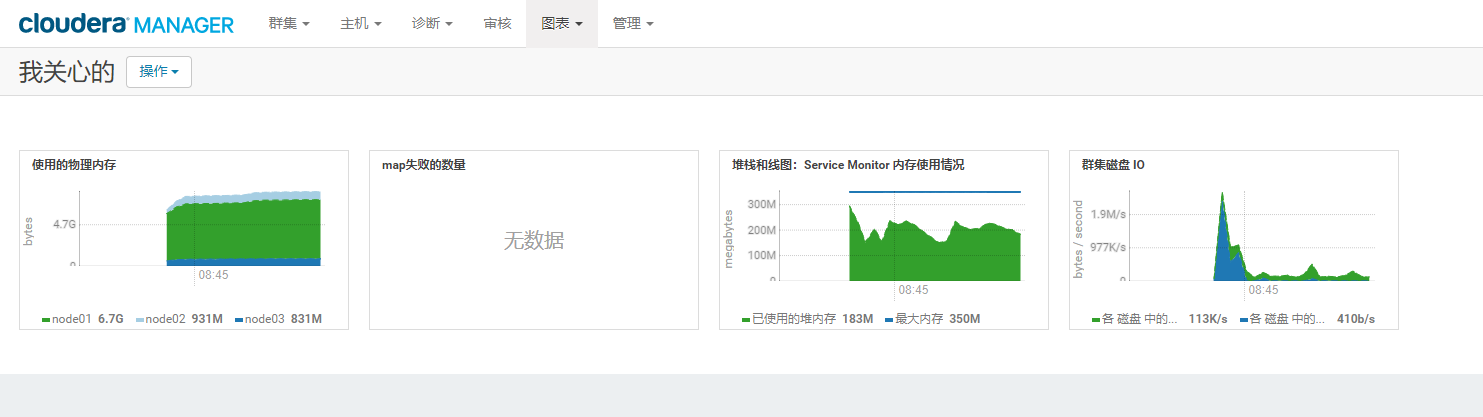 cloudera MANAGER 群集 主机 诊断 审核 图表 管理
我关心的 操作
使用的物理内存
bytes
4.7G
0
08:45
node01 6.7G node02 931M node03 831M
map失败的数量
无数据
堆栈和线图：Service Monitor 内存使用情况
megabytes
300M
200M
100M
0
08:45
已使用的堆内存 183M 最大内存 350M
群集磁盘 IO
bytes / second
1.9M/s
977K/s
0
08:45
各 磁盘 中的... 113K/s 各 磁盘 中的... 410b/s